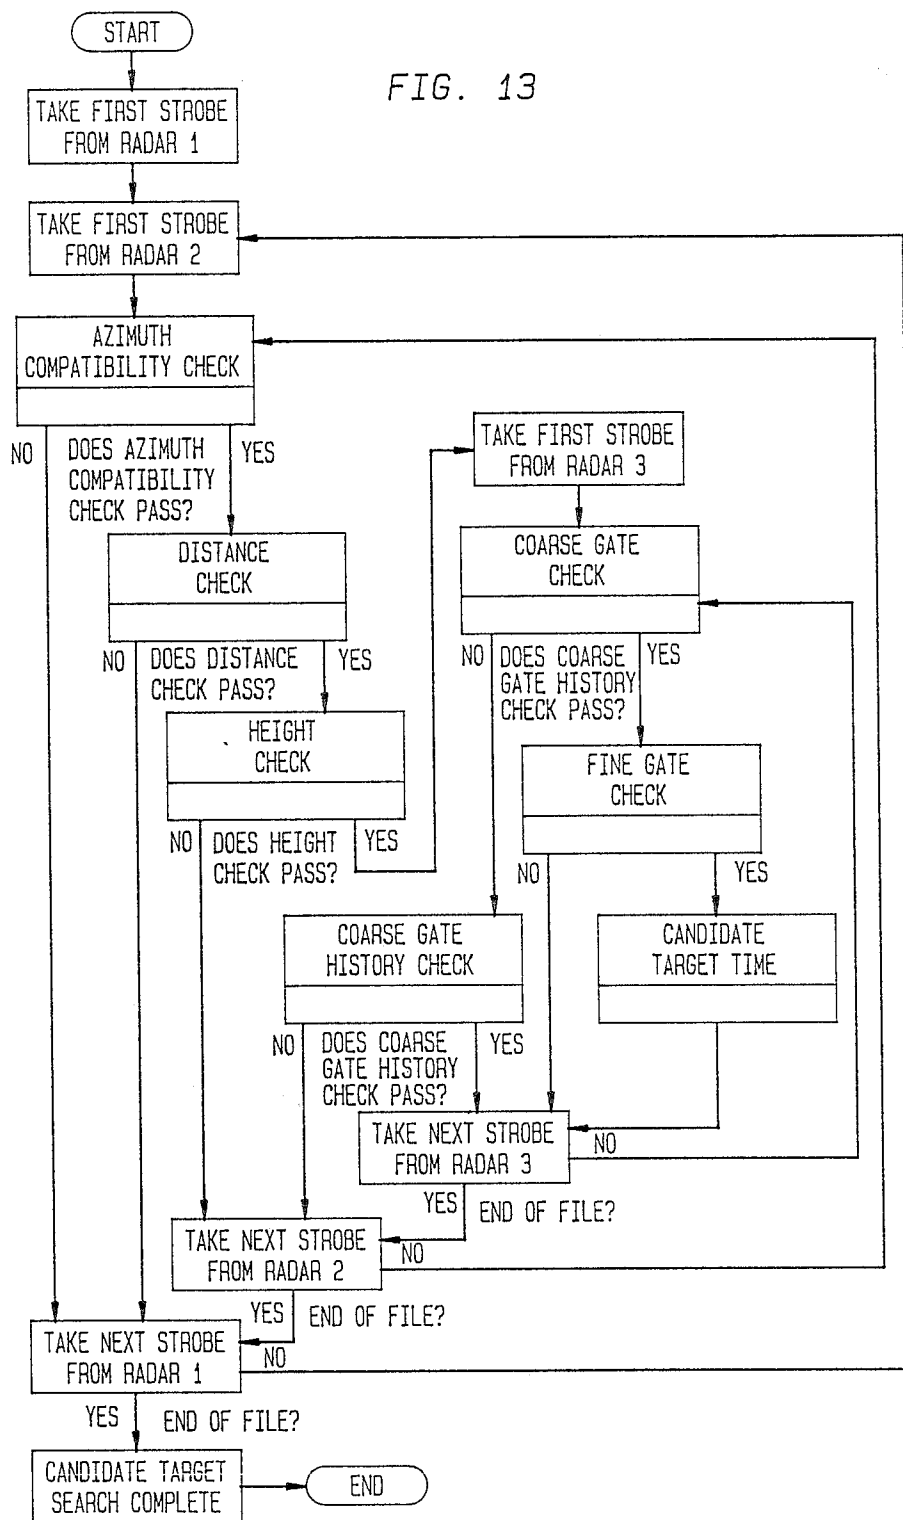 START
FIG. 13
TAKE FIRST STROBE
FROM RADAR 1
TAKE FIRST STROBE
FROM RADAR 2
AZIMUTH
COMPATIBILITY CHECK
NO
DOES AZIMUTH
COMPATIBILITY
CHECK PASS?
YES
TAKE FIRST STROBE
FROM RADAR 3
DISTANCE
CHECK
COARSE GATE
CHECK
NO
DOES DISTANCE
CHECK PASS?
YES
NO
DOES COARSE
GATE HISTORY
CHECK PASS?
YES
HEIGHT
CHECK
FINE GATE
CHECK
NO
DOES HEIGHT
CHECK PASS?
YES
NO
YES
COARSE GATE
HISTORY CHECK
CANDIDATE
TARGET TIME
NO
DOES COARSE
GATE HISTORY
CHECK PASS?
YES
TAKE NEXT STROBE
FROM RADAR 3
NO
YES
END OF FILE?
TAKE NEXT STROBE
FROM RADAR 2
NO
YES
END OF FILE?
TAKE NEXT STROBE
FROM RADAR 1
NO
YES
END OF FILE?
CANDIDATE TARGET
SEARCH COMPLETE
END